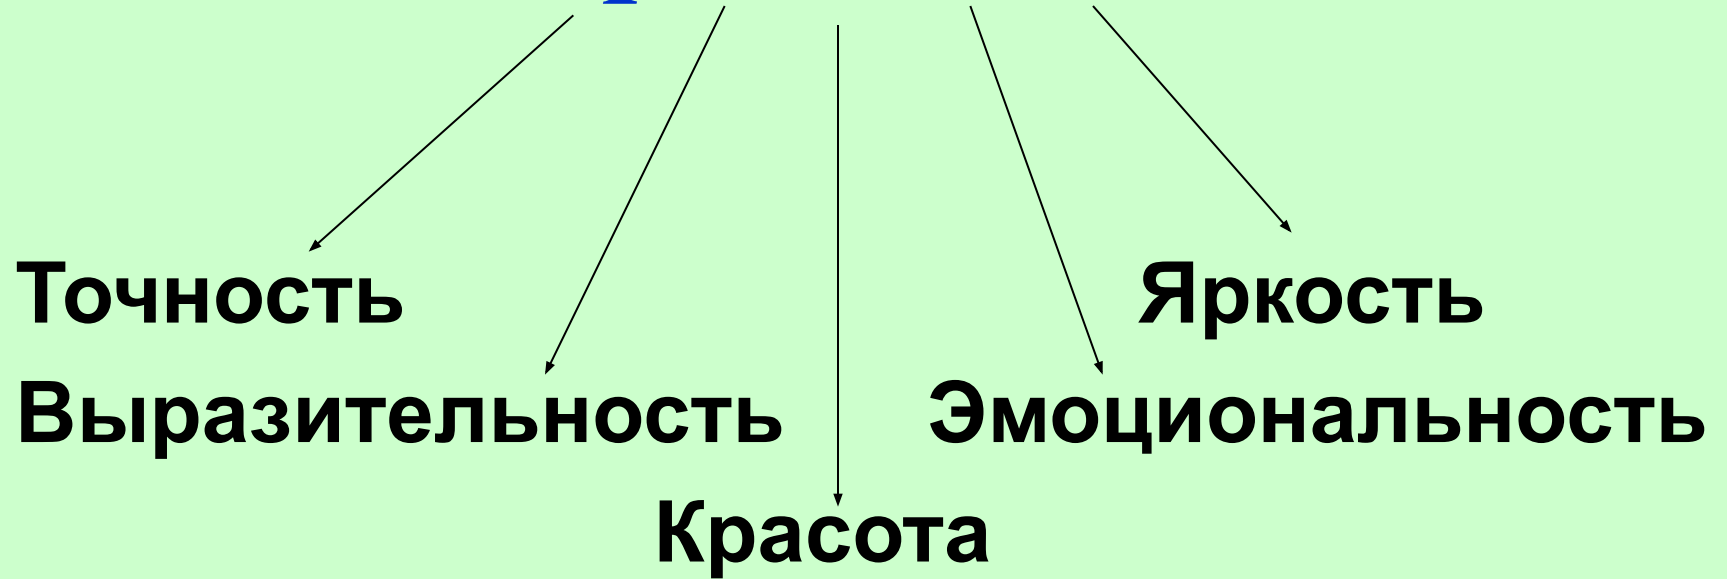 Точность Яркость
Выразительность Эмоциональность
Красота